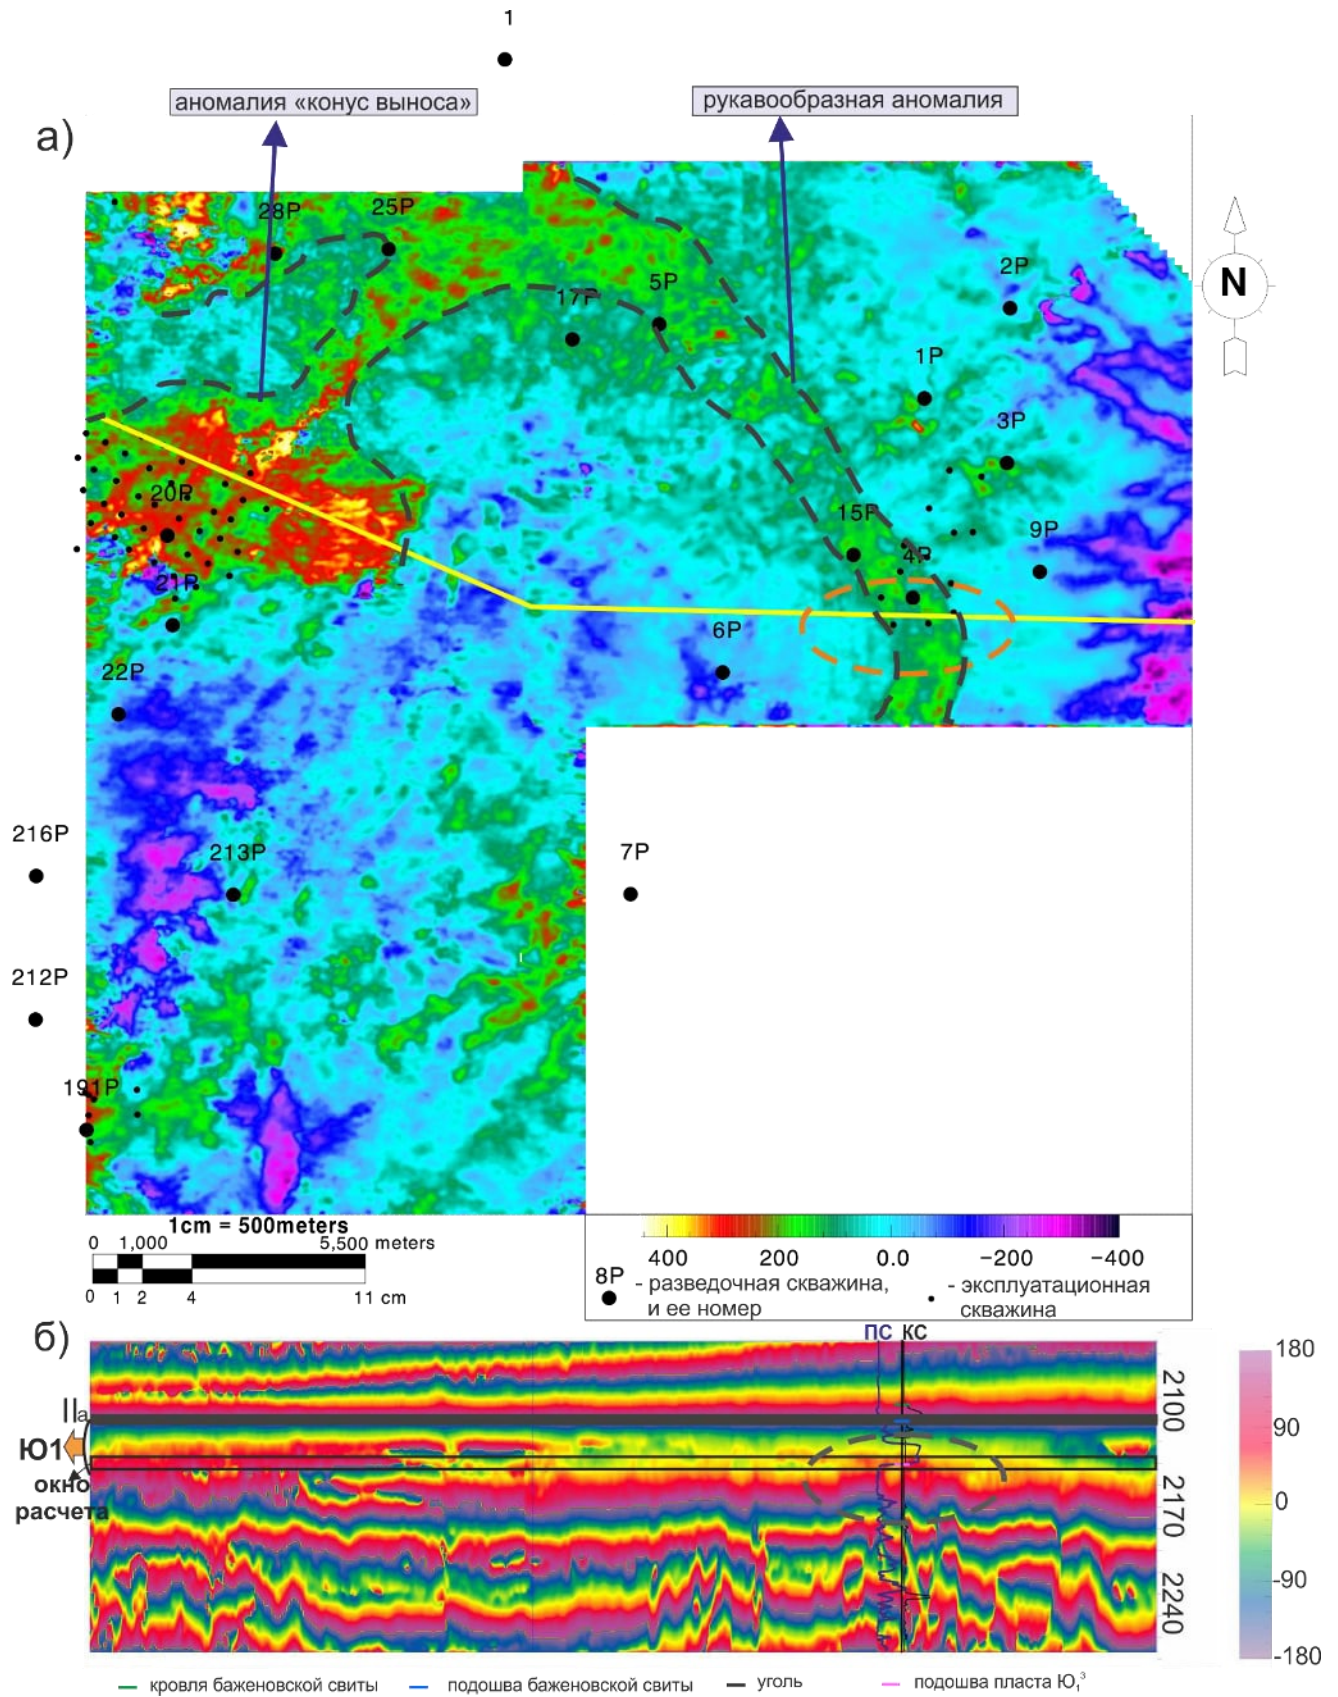 1
аномалия «конус выноса»
рукавообразная аномалия
а)
28Р
25Р
2Р
N
5Р
17Р
1Р
3Р
20Р
15Р
9Р
4Р
21Р
6Р
22Р
216Р
213Р
7Р
212Р
191Р
1cm = 500meters
0 1,000 5,500 meters
0 1 2 4 11 cm
400 200 0.0 −200 −400
8Р - разведочная скважина, и ее номер
- эксплуатационная скважина
б)
ПС КС
IIа
Ю1
окно
расчета
2100
2170
2240
180
90
0
-90
-180
кровля баженовской свиты
подошва баженовской свиты
уголь
подошва пласта Ю₁³